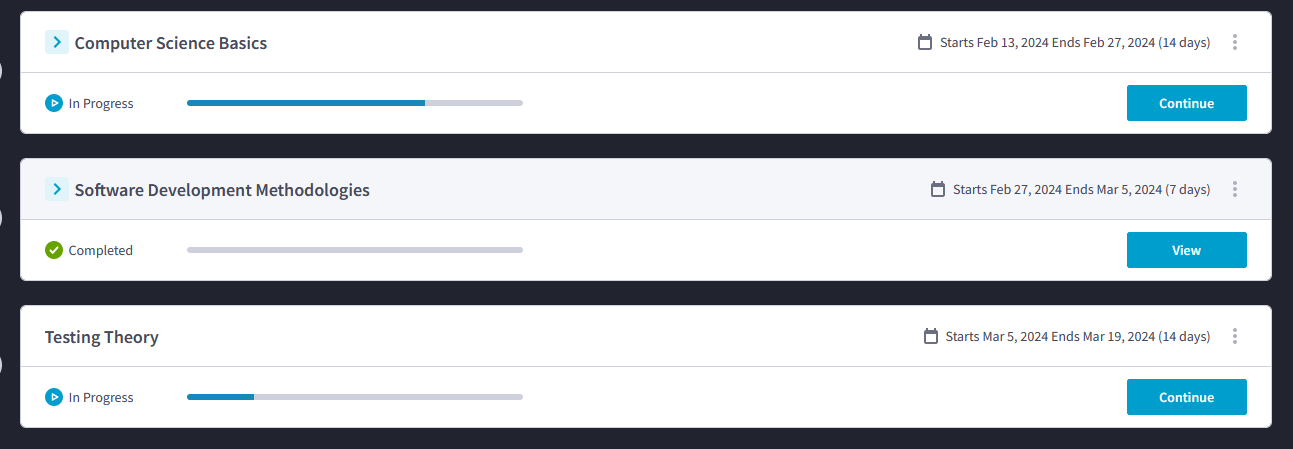 Computer Science Basics
Starts Feb 13, 2024 Ends Feb 27, 2024 (14 days)
In Progress
Continue
Software Development Methodologies
Starts Feb 27, 2024 Ends Mar 5, 2024 (7 days)
Completed
View
Testing Theory
Starts Mar 5, 2024 Ends Mar 19, 2024 (14 days)
In Progress
Continue